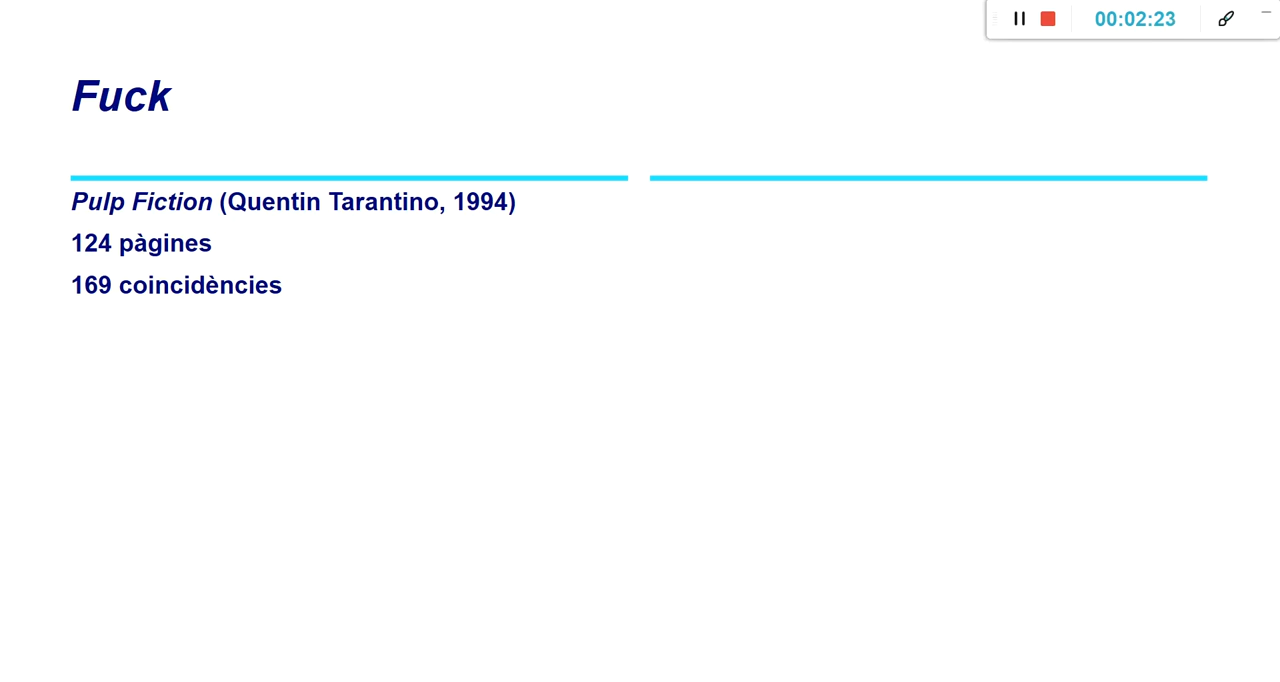 00:02:23
Fuck
Pulp Fiction (Quentin Tarantino, 1994)
124 pàgines
169 coincidències